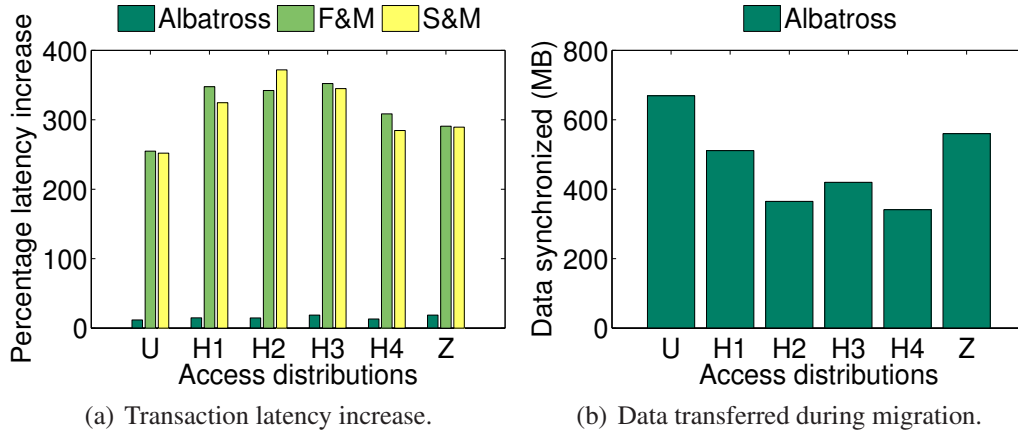 Albatross F&M S&M
Percentage latency increase
400
300
200
100
0
U H1 H2 H3 H4 Z
Access distributions
(a) Transaction latency increase.
Albatross
Data synchronized (MB)
800
600
400
200
0
U H1 H2 H3 H4 Z
Access distributions
(b) Data transferred during migration.